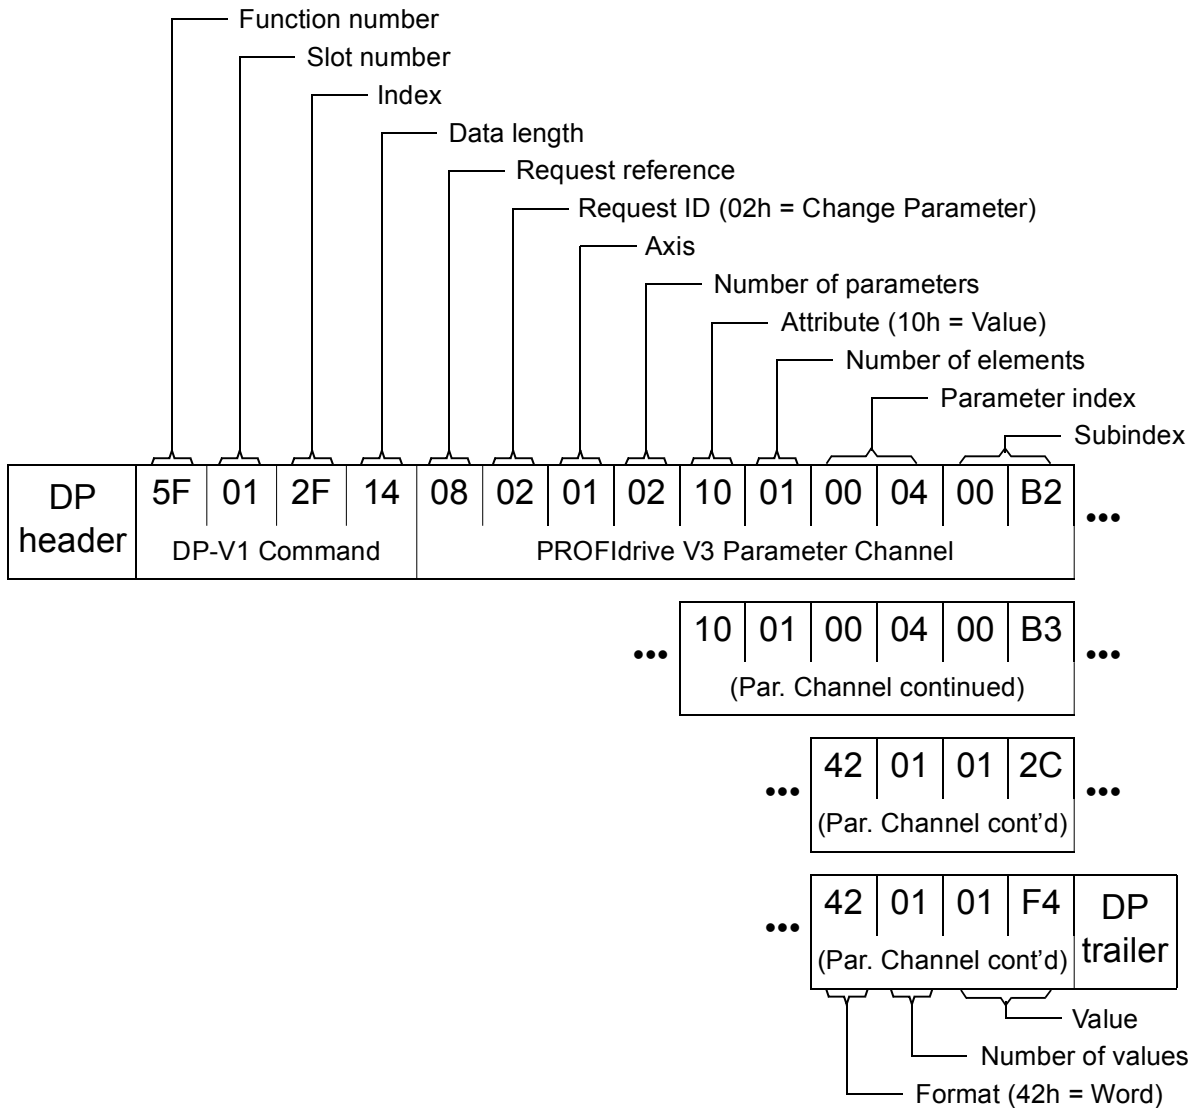 Function number
Slot number
Index
Data length
Request reference
Request ID (02h = Change Parameter)
Axis
Number of parameters
Attribute (10h = Value)
Number of elements
Parameter index
Subindex
DP header 5F 01 2F 14 08 02 01 02 10 01 00 04 00 B2 •••
DP-V1 Command PROFIdrive V3 Parameter Channel
••• 10 01 00 04 00 B3 •••
(Par. Channel continued)
••• 42 01 01 2C •••
(Par. Channel cont’d)
••• 42 01 01 F4 DP trailer
(Par. Channel cont’d)
Value
Number of values
Format (42h = Word)